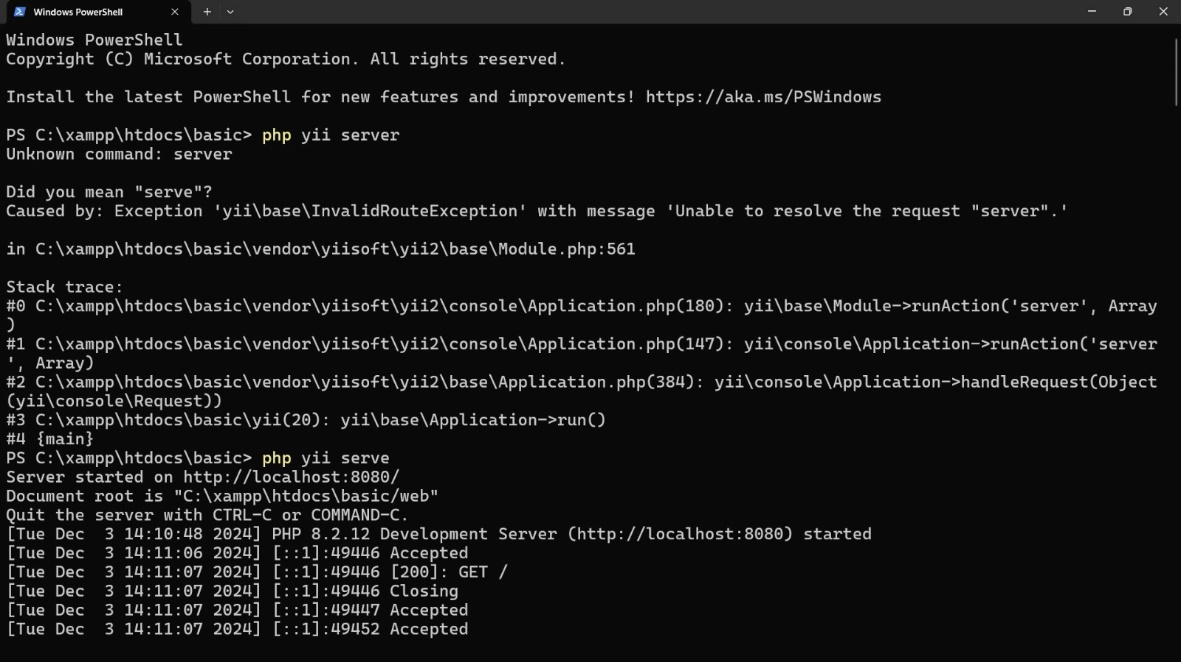 Windows PowerShell
Windows PowerShell
Copyright (C) Microsoft Corporation. All rights reserved.
Install the latest PowerShell for new features and improvements! https://aka.ms/PSWindows
PS C:\xampp\htdocs\basic> php yii server
Unknown command: server
Did you mean "serve"?
Caused by: Exception 'yii\base\InvalidRouteException' with message 'Unable to resolve the request "server".'
in C:\xampp\htdocs\basic\vendor\yiisoft\yii2\base\Module.php:561
Stack trace:
#0 C:\xampp\htdocs\basic\vendor\yiisoft\yii2\console\Application.php(180): yii\base\Module->runAction('server', Array
)
#1 C:\xampp\htdocs\basic\vendor\yiisoft\yii2\console\Application.php(147): yii\console\Application->runAction('server
', Array)
#2 C:\xampp\htdocs\basic\vendor\yiisoft\yii2\base\Application.php(384): yii\console\Application->handleRequest(Object
(yii\console\Request))
#3 C:\xampp\htdocs\basic\yii(20): yii\base\Application->run()
#4 {main}
PS C:\xampp\htdocs\basic> php yii serve
Server started on http://localhost:8080/
Document root is "C:\xampp\htdocs\basic/web"
Quit the server with CTRL-C or COMMAND-C.
[Tue Dec  3 14:10:48 2024] PHP 8.2.12 Development Server (http://localhost:8080) started
[Tue Dec  3 14:11:06 2024] [::1]:49446 Accepted
[Tue Dec  3 14:11:07 2024] [::1]:49446 [200]: GET /
[Tue Dec  3 14:11:07 2024] [::1]:49446 Closing
[Tue Dec  3 14:11:07 2024] [::1]:49447 Accepted
[Tue Dec  3 14:11:07 2024] [::1]:49452 Accepted